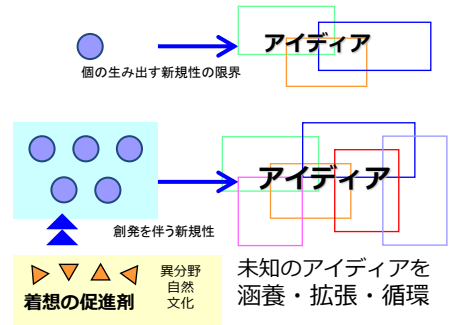 アイディア
個の生み出す新規性の限界
アイディア
創発を伴う新規性
異分野
自然
文化
着想の促進剤
未知のアイディアを
涵養・拡張・循環